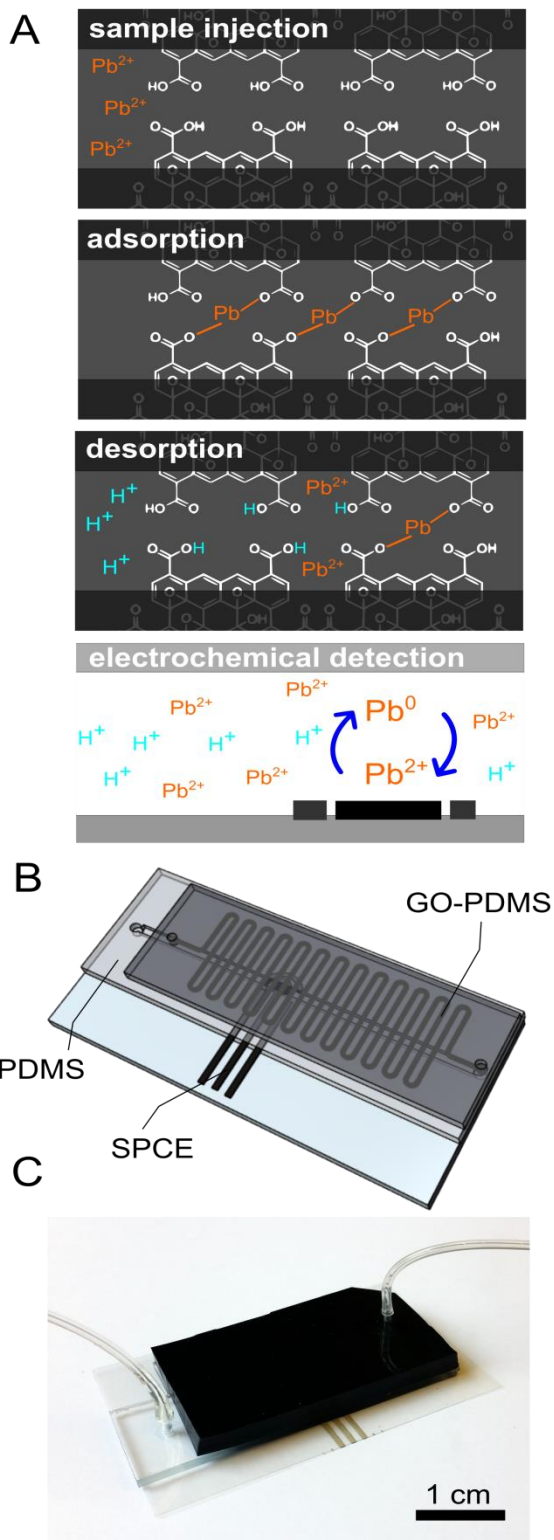 A
sample injection
Pb2+
Pb2+
Pb2+
HO O HO O HO O HO O
O OH O OH O OH O OH
adsorption
HO O O O HO O O O
Pb Pb Pb
O O O O O O O OH
desorption
H+
H+
H+
HO O HO O HO O O O
Pb2+
Pb
Pb2+
O OH O OH O O O OH
electrochemical detection
Pb2+ Pb2+ Pb0 Pb2+
H+ H+ H+ H+
Pb2+ Pb2+ Pb2+ H+
B
GO-PDMS
PDMS
SPCE
C
1 cm